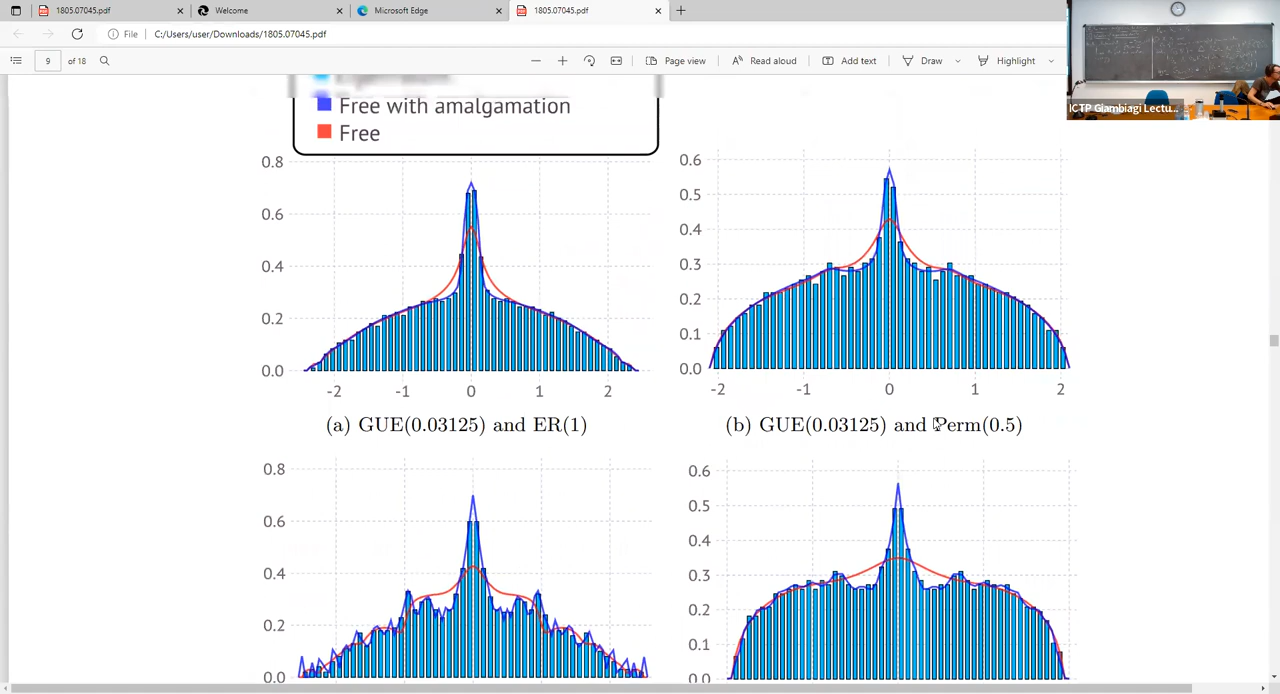 1805.07045.pdf
Welcome
Microsoft Edge
1805.07045.pdf
File
C:/Users/user/Downloads/1805.07045.pdf
9
of 18
Page view
Read aloud
Add text
Draw
Highlight
ICTP Giambiagi Lectu...
Free with amalgamation
Free
0.8
0.6
0.4
0.2
0.0
-2
-1
0
1
2
(a) GUE(0.03125) and ER(1)
0.6
0.5
0.4
0.3
0.2
0.1
0.0
-2
-1
0
1
2
(b) GUE(0.03125) and Perm(0.5)
0.8
0.6
0.4
0.2
0.0
0.6
0.5
0.4
0.3
0.2
0.1
0.0